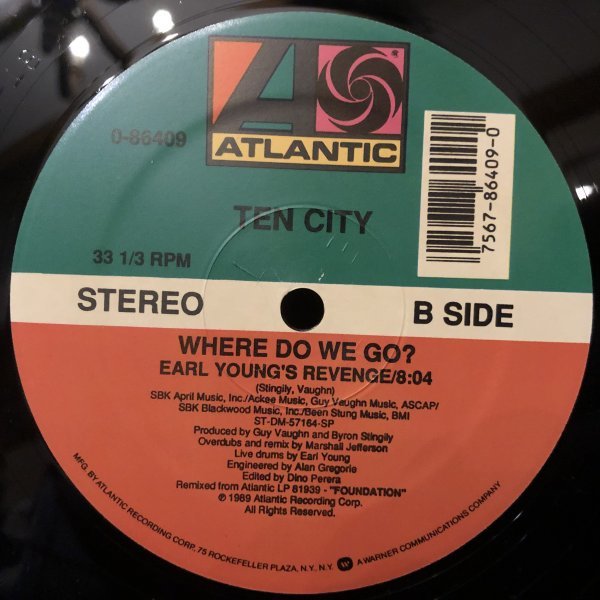 ATLANTIC
0-86409
7567-86409-0
TEN CITY
33 1/3 RPM
STEREO
B SIDE
WHERE DO WE GO?
EARL YOUNG'S REVENGE/8:04
(Stingily, Vaughn)
SBK April Music, Inc./Ackee Music, Guy Vaughn Music, ASCAP/
SBK Blackwood Music, Inc./Been Stung Music, BMI
ST-DM-57164-SP
Produced by Guy Vaughn and Byron Stingily
Overdubs and remix by Marshall Jefferson
Live drums by Earl Young
Engineered by Alan Gregorie
Edited by Dino Perera
Remixed from Atlantic LP 81939 - "FOUNDATION"
℗ 1989 Atlantic Recording Corp.
All Rights Reserved.
MFG. BY ATLANTIC RECORDING CORP., 75 ROCKEFELLER PLAZA, N.Y., N.Y. A WARNER COMMUNICATIONS COMPANY